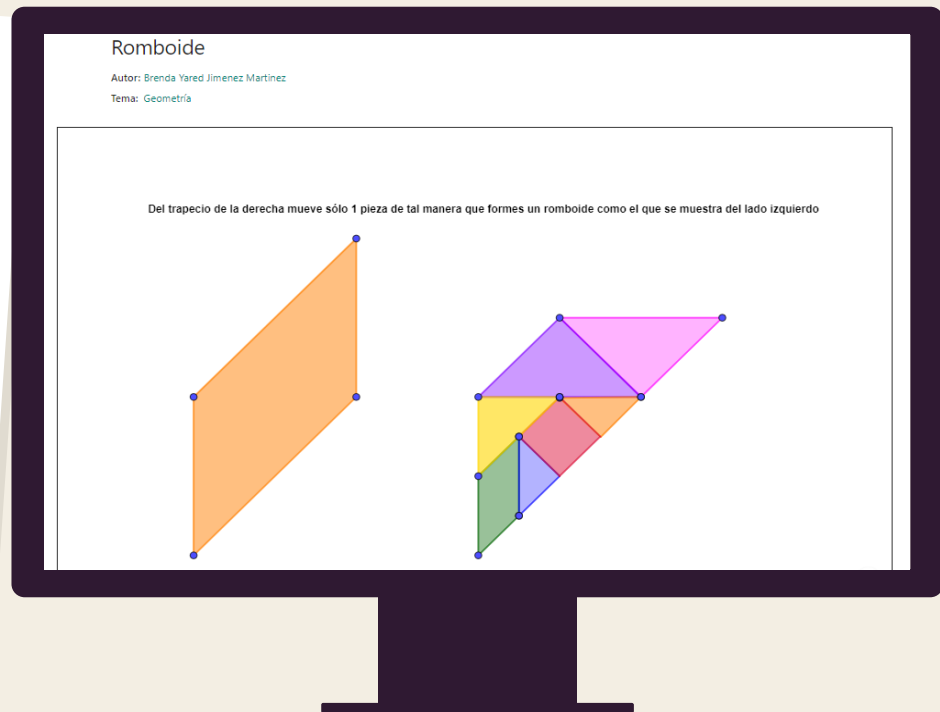 Romboide
Autor: Brenda Yared Jimenez Martinez
Tema: Geometría
Del trapecio de la derecha mueve sólo 1 pieza de tal manera que formes un romboide como el que se muestra del lado izquierdo